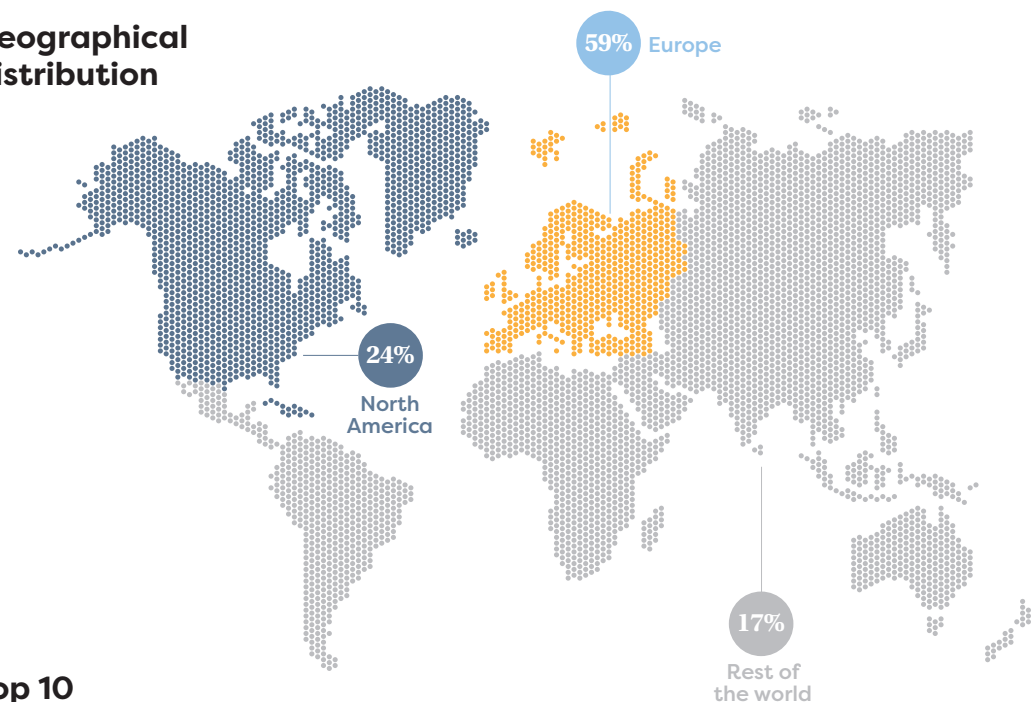 eographical
istribution
59% Europe
24%
North
America
17%
Rest of
the world
op 10